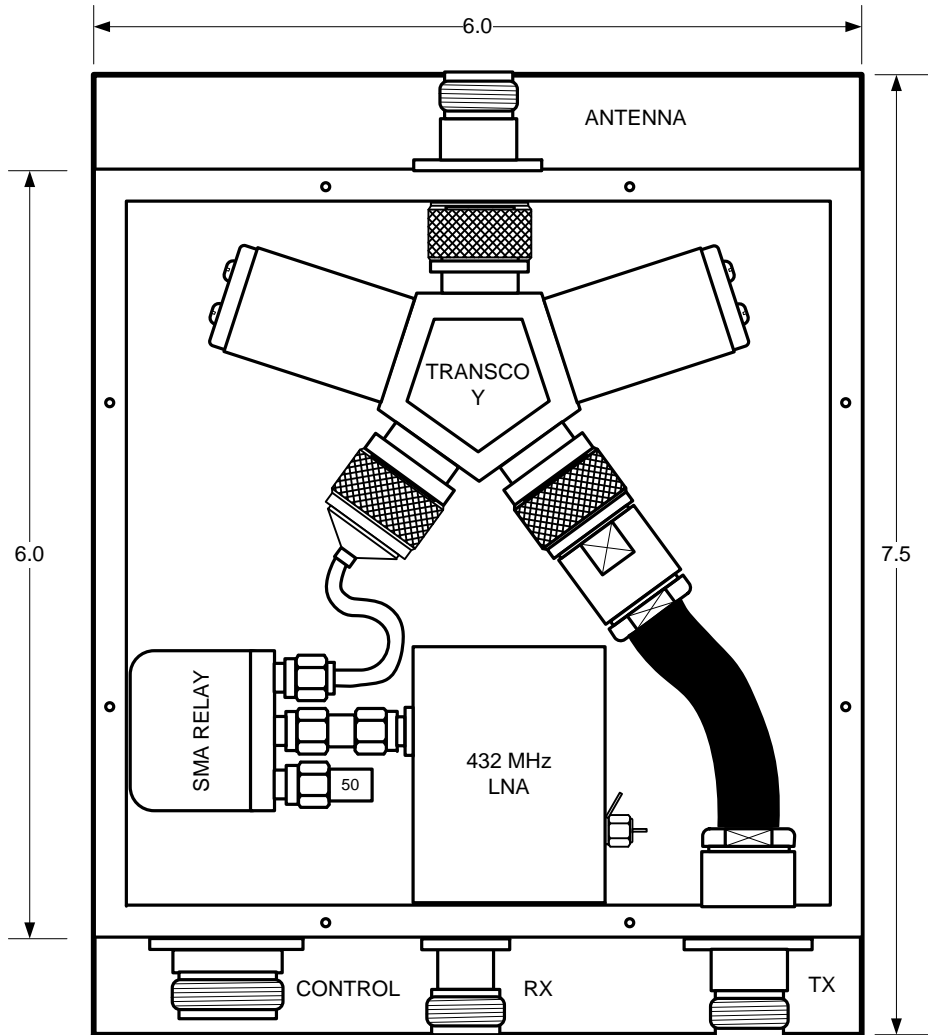 6.0
ANTENNA
TRANSCO
Y
6.0
7.5
SMA RELAY
432 MHz
LNA
50
CONTROL
RX
TX